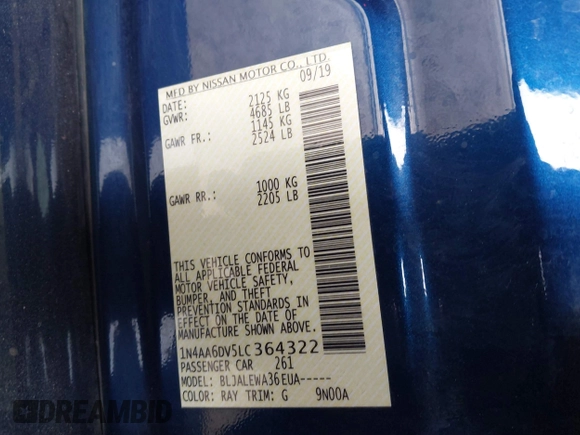 MFD BY NISSAN MOTOR CO., LTD.
DATE: 09/19
GVWR: 2125 KG
4685 LB
GAWR FR.: 1145 KG
2524 LB
GAWR RR.: 1000 KG
2205 LB
THIS VEHICLE CONFORMS TO
ALL APPLICABLE FEDERAL
MOTOR VEHICLE SAFETY,
BUMPER, AND THEFT
PREVENTION STANDARDS IN
EFFECT ON THE DATE OF
MANUFACTURE SHOWN ABOVE.
1N4AA6DV5LC364322
PASSENGER CAR 261
MODEL: BLJALEWA36EUA-----
COLOR: RAY TRIM: G 9N00A
DREAMBID